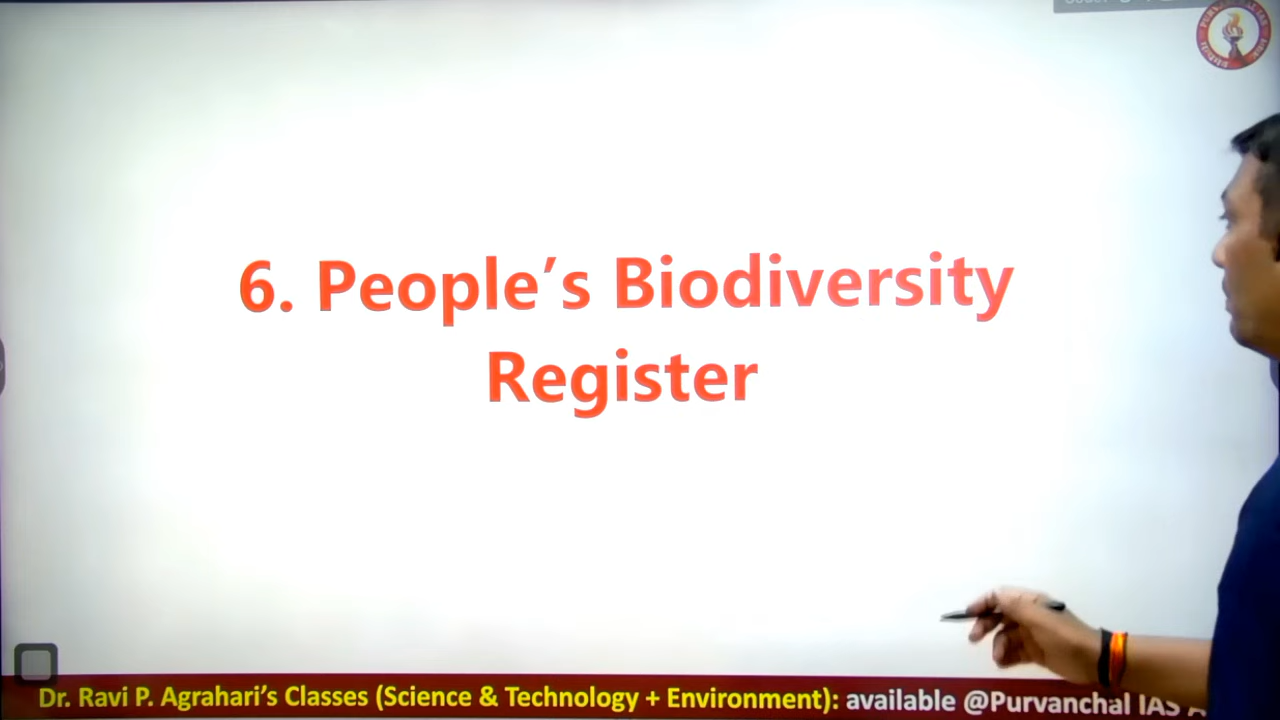 6. People’s Biodiversity
Register
Dr. Ravi P. Agrahari’s Classes (Science & Technology + Environment): available @Purvanchal IAS